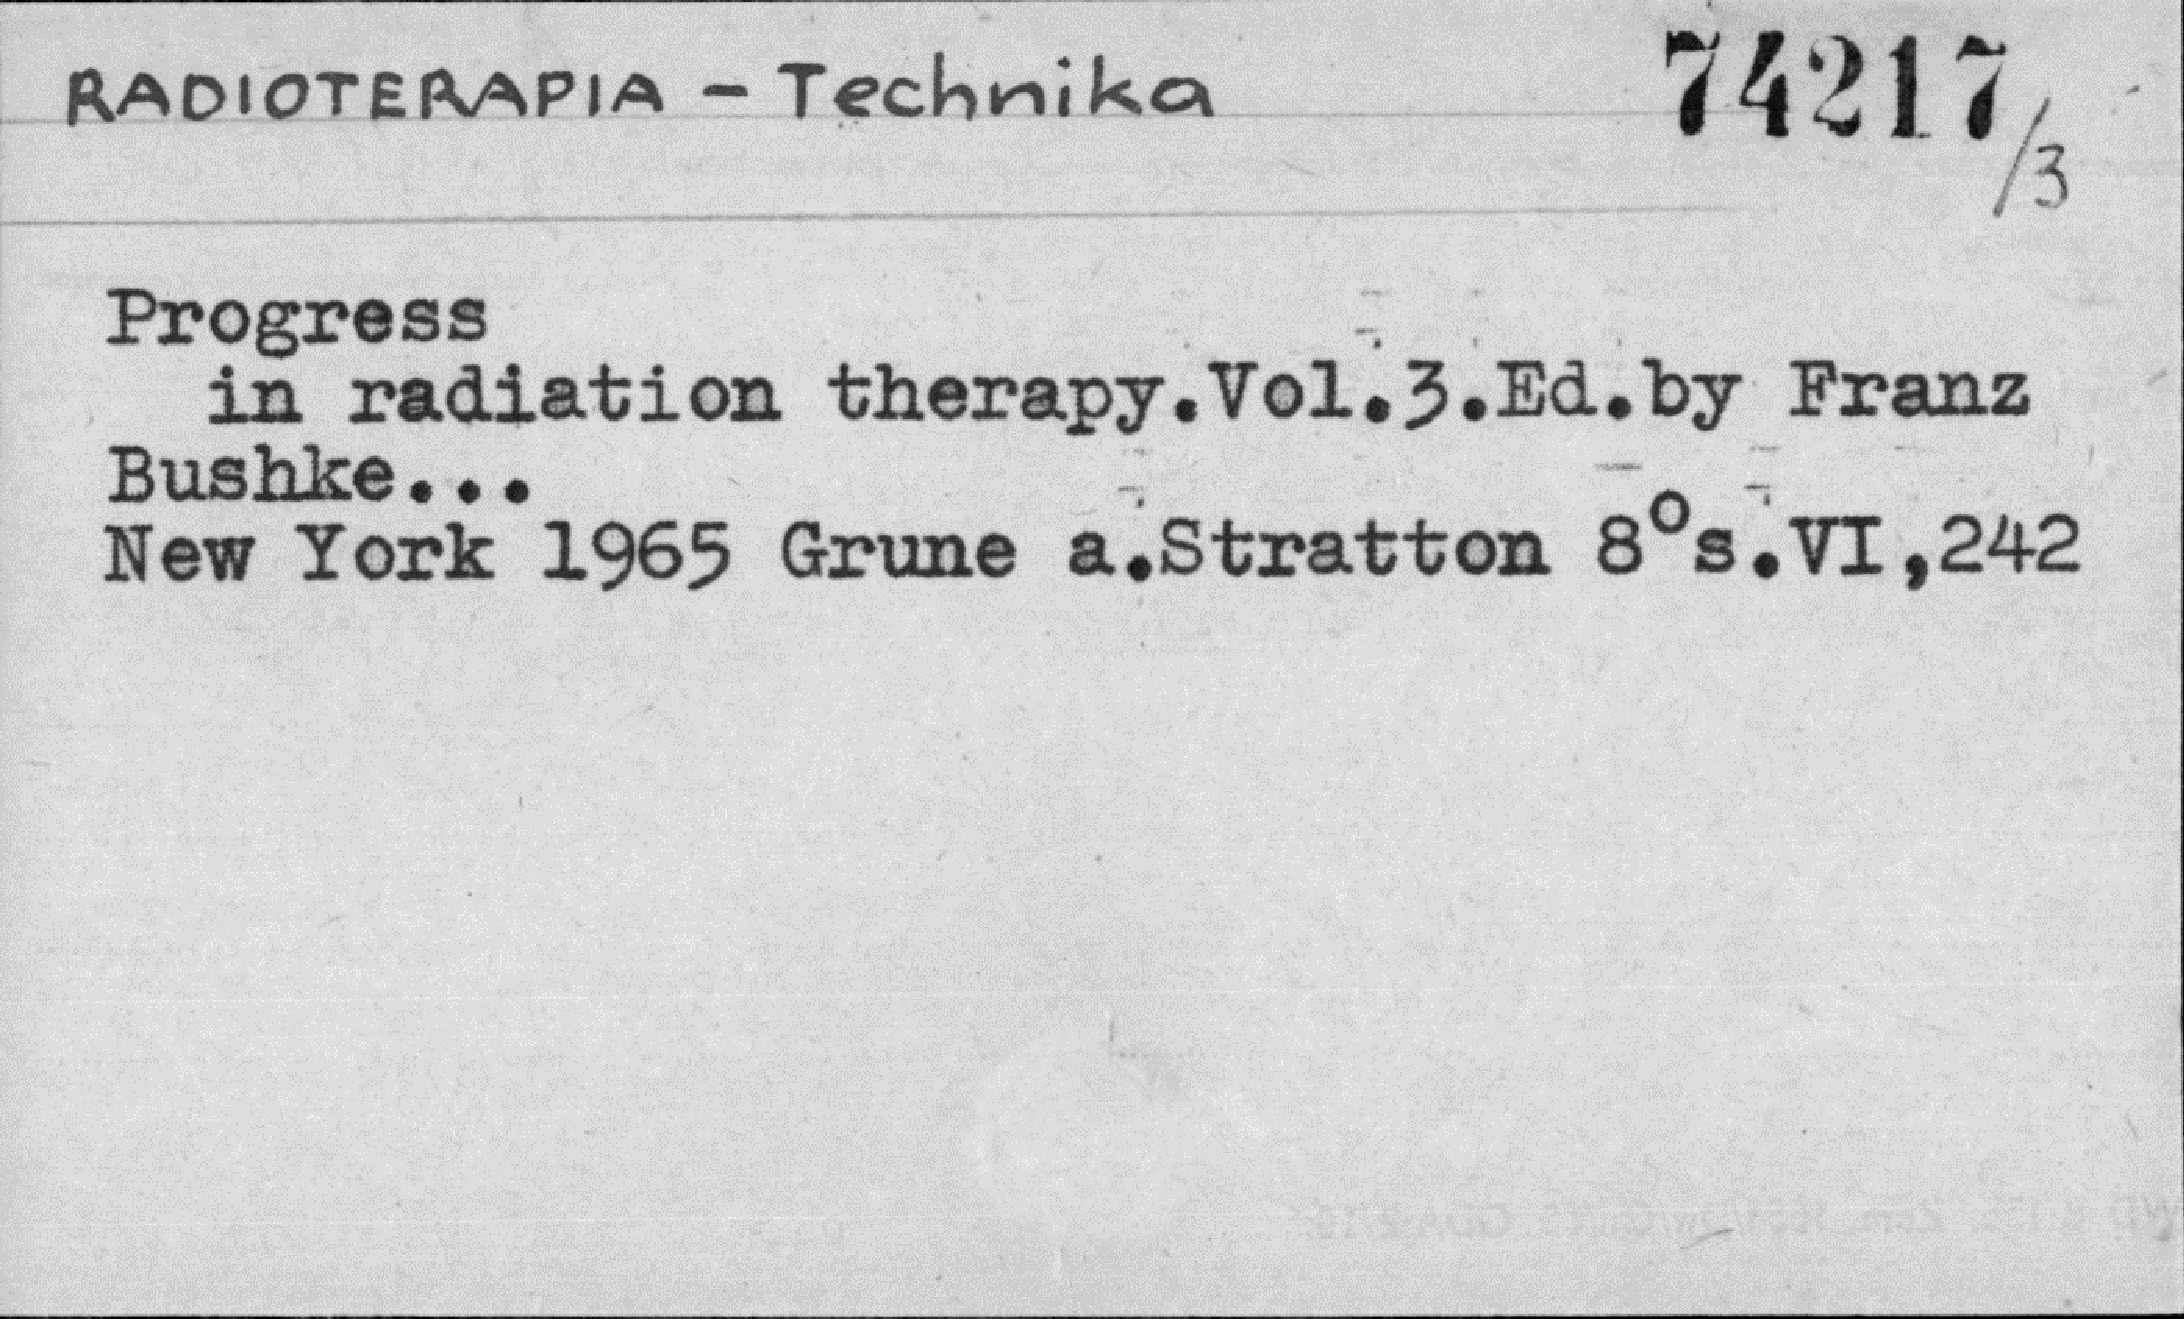 RADIOTERAPIA - Technika
74217/3
Progress
in radiation therapy.Vol.3.Ed.by Franz
Bushke...
New York 1965 Grune a.Stratton 8°s.VI,242